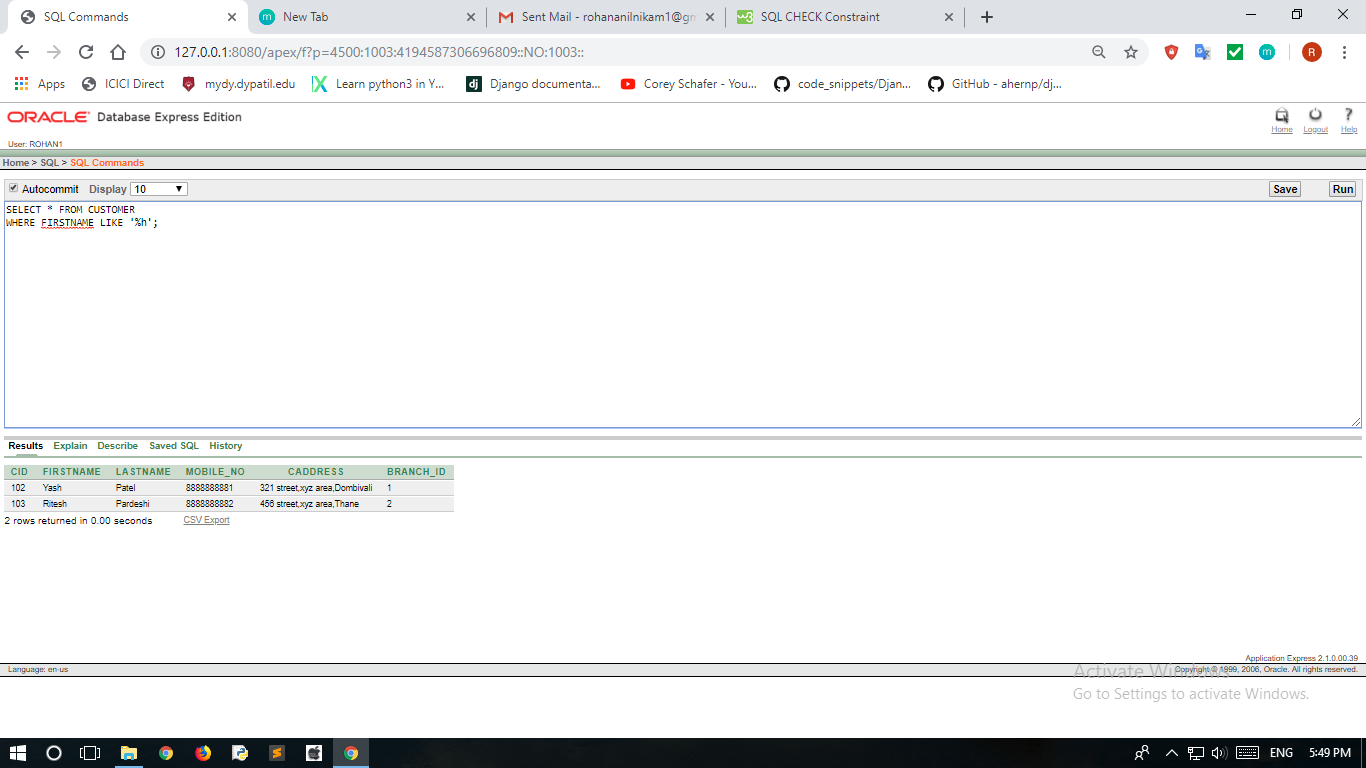 SQL Commands
New Tab
Sent Mail - rohananilnikam1@gm
SQL CHECK Constraint
127.0.0.1:8080/apex/f?p=4500:1003:4194587306696809::NO:1003::
Apps
ICICI Direct
mydy.dypatil.edu
Learn python3 in Y...
Django documenta...
Corey Schafer - You...
code_snippets/Djan...
GitHub - ahernp/dj...
ORACLE Database Express Edition
Home Logout Help
User: ROHAN1
Home > SQL > SQL Commands
Autocommit Display 10 Save Run
SELECT * FROM CUSTOMER
WHERE FIRSTNAME LIKE '%h';
Results Explain Describe Saved SQL History
CID FIRSTNAME LASTNAME MOBILE_NO CADDRESS BRANCH_ID
102 Yash Patel 8888888881 321 street,xyz area,Dombivali 1
103 Ritesh Pardeshi 8888888882 456 street,xyz area,Thane 2
2 rows returned in 0.00 seconds CSV Export
Application Express 2.1.0.00.39
Language: en-us Copyright © 1999, 2006, Oracle. All rights reserved.
Activate Windows
Go to Settings to activate Windows.
ENG 5:49 PM